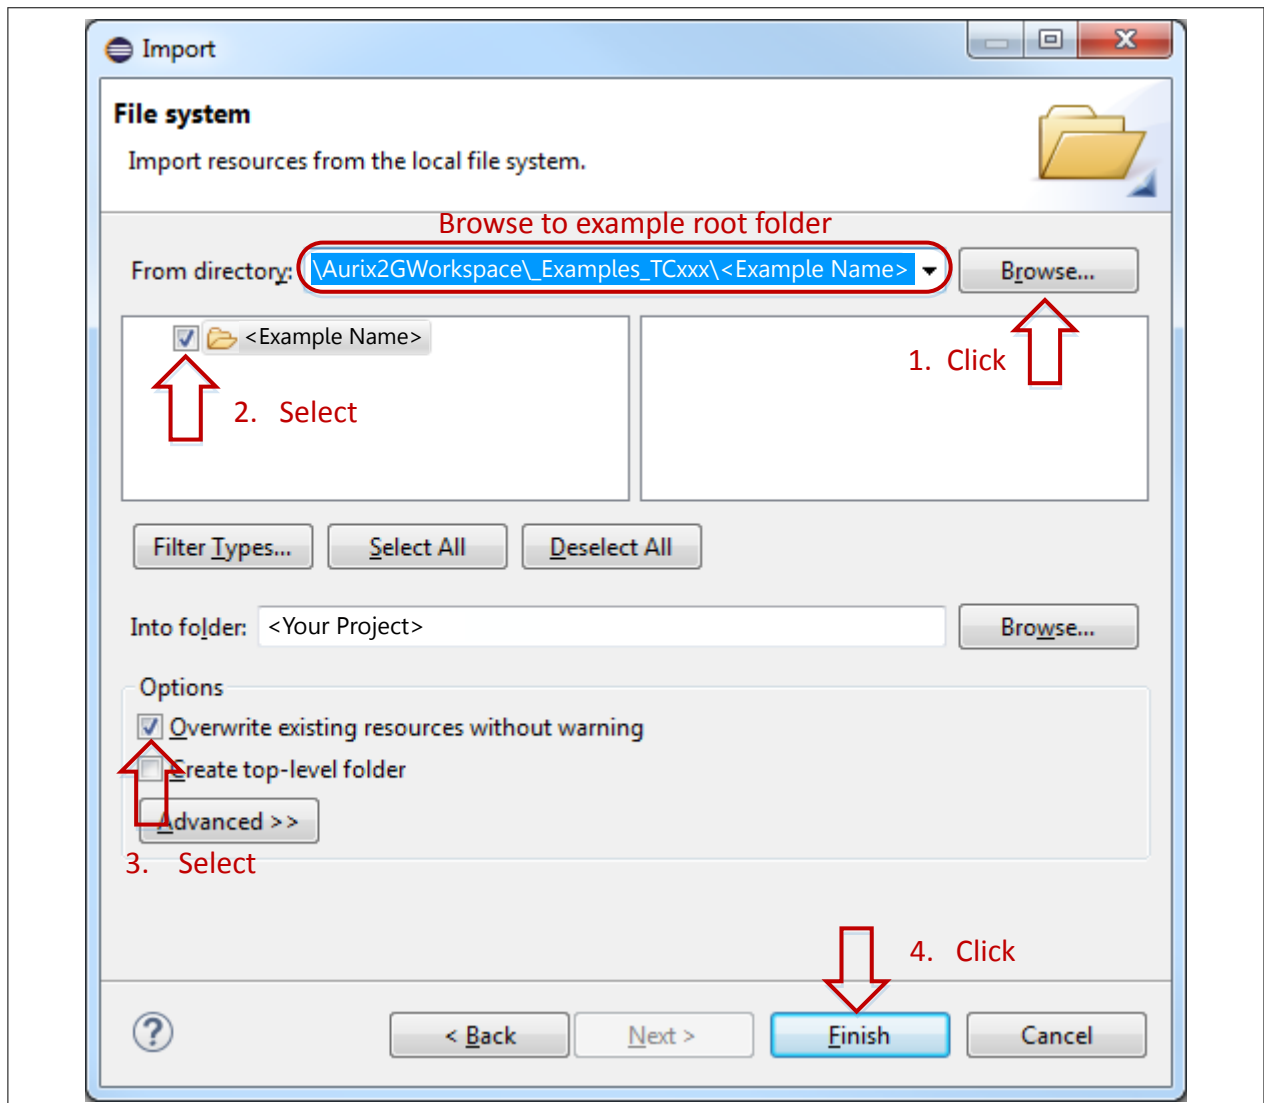 Import
File system
Import resources from the local file system.
Browse to example root folder
From directory: \Aurix2GWorkspace\_Examples_TCxxx\<Example Name> Browse...
<Example Name>
1. Click
2. Select
Filter Types... Select All Deselect All
Into folder: <Your Project> Browse...
Options
Overwrite existing resources without warning
Create top-level folder
Advanced >>
3. Select
4. Click
? < Back Next > Finish Cancel